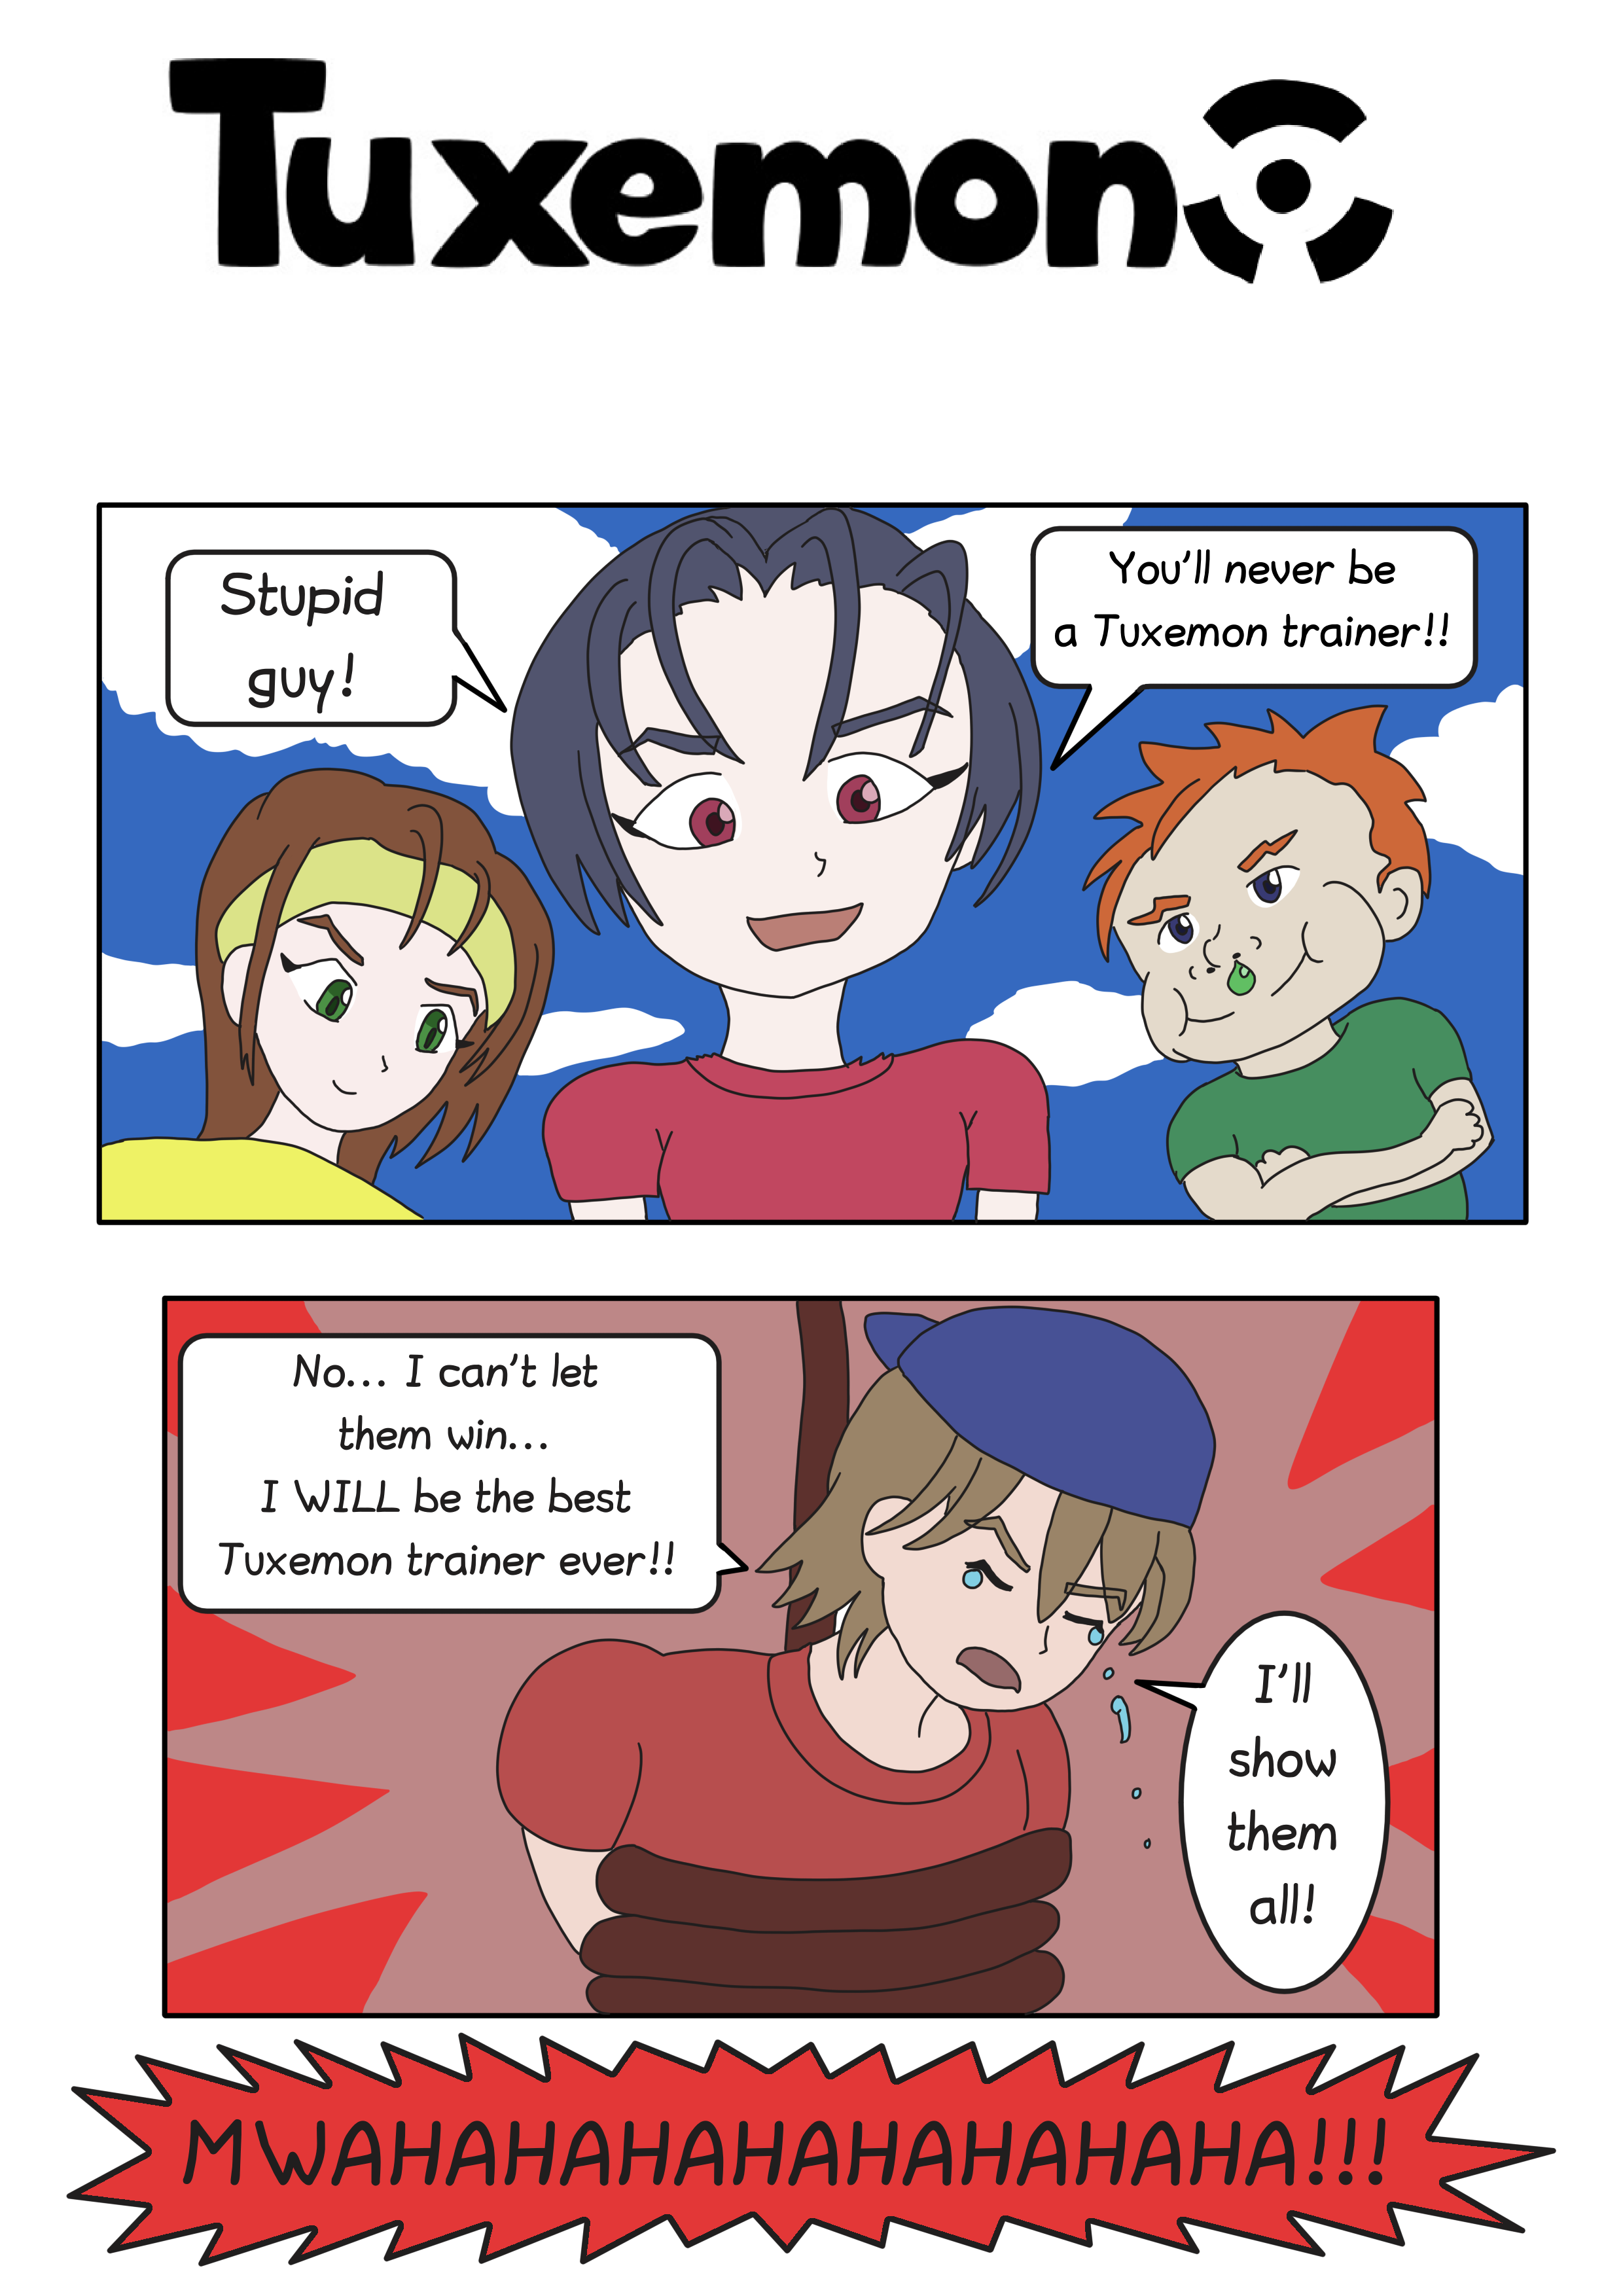 Tuxemon
Stupid
guy!
You'll never be
a Tuxemon trainer!!
No... I can't let
them win...
I WILL be the best
Tuxemon trainer ever!!
I'll
show
them
all!
MWAHAHAHAHAHAHAHAHAHA!!!